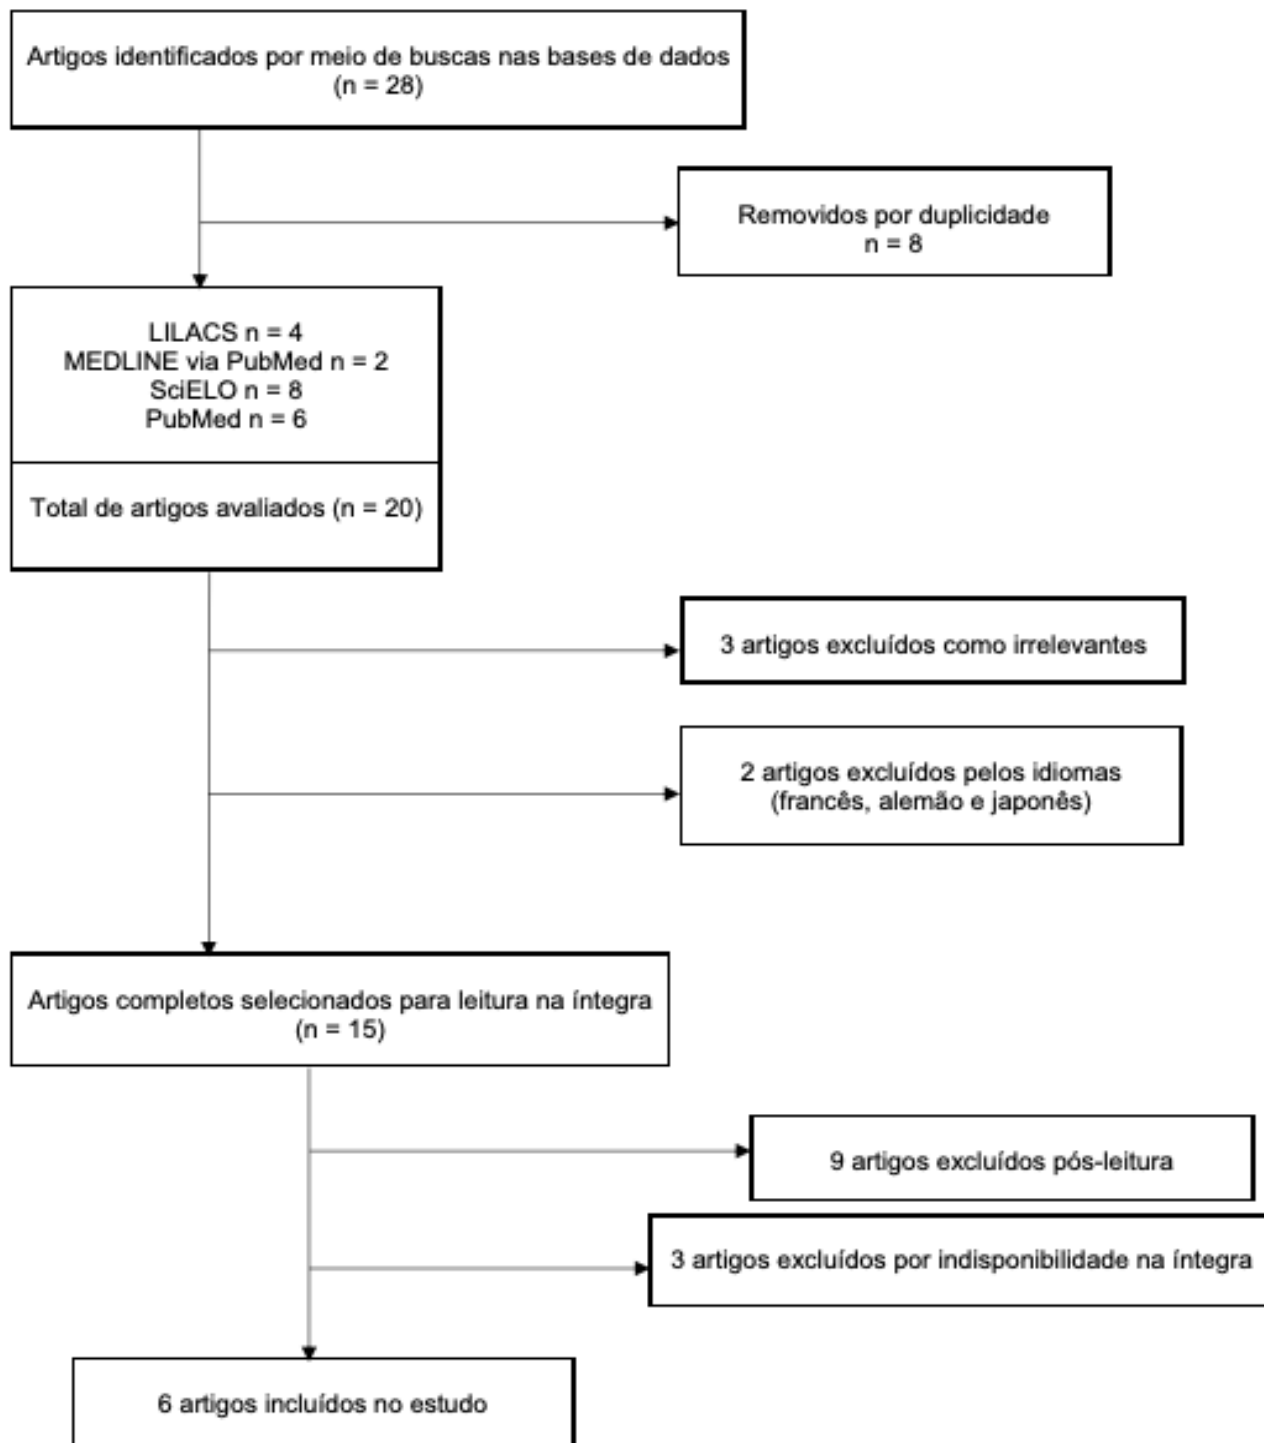 Artigos identificados por meio de buscas nas bases de dados
(n = 28)
Removidos por duplicidade
n = 8
LILACS n = 4
MEDLINE via PubMed n = 2
SciELO n = 8
PubMed n = 6
Total de artigos avaliados (n = 20)
3 artigos excluídos como irrelevantes
2 artigos excluídos pelos idiomas
(francês, alemão e japonês)
Artigos completos selecionados para leitura na íntegra
(n = 15)
9 artigos excluídos pós-leitura
3 artigos excluídos por indisponibilidade na íntegra
6 artigos incluídos no estudo